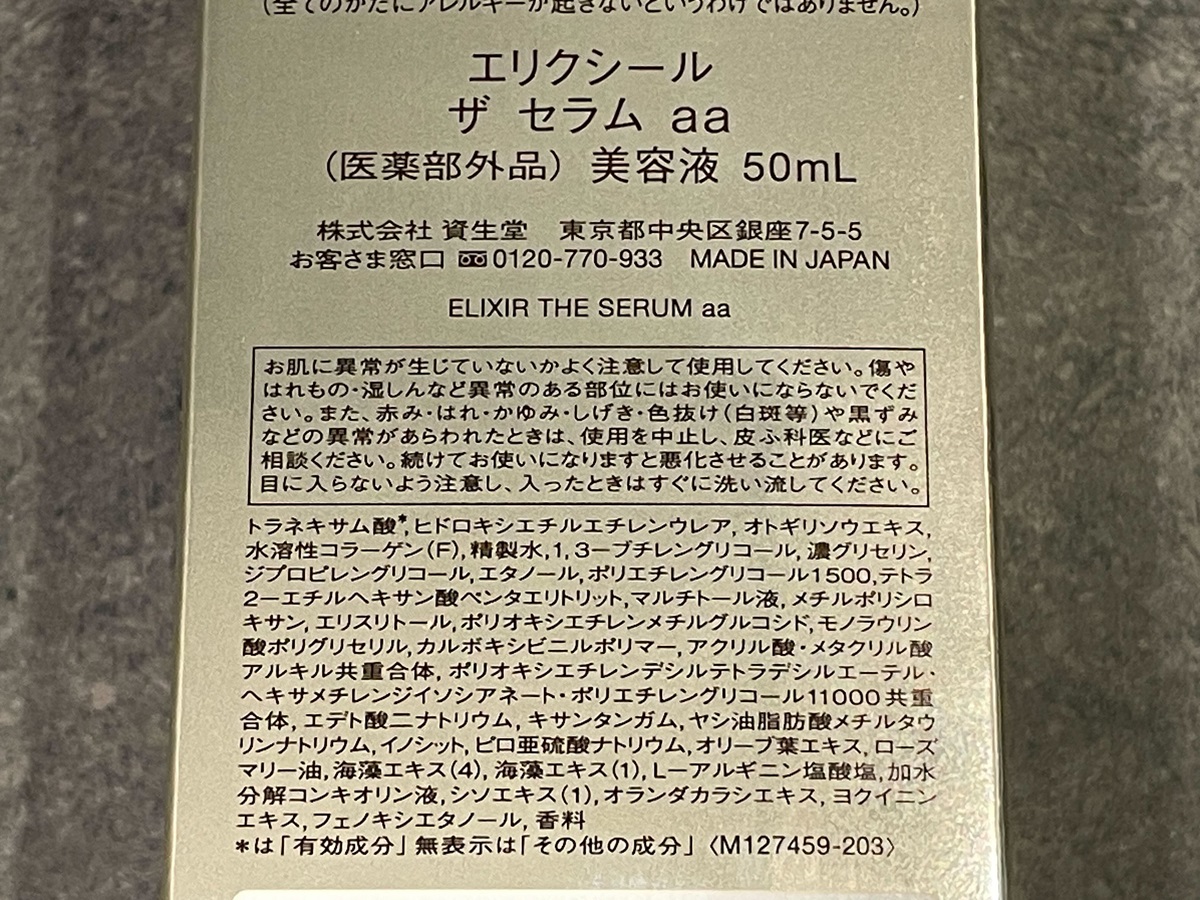 (全てのかたにアレルギーが起きないというわけではありません。)
エリクシール
ザ セラム aa
(医薬部外品) 美容液 50mL
株式会社 資生堂 東京都中央区銀座7-5-5
お客さま窓口 0120-770-933 MADE IN JAPAN
ELIXIR THE SERUM aa
お肌に異常が生じていないかよく注意して使用してください。傷や
はれもの・湿しんなど異常のある部位にはお使いにならないでくだ
さい。また、赤み・はれ・かゆみ・しげき・色抜け(白斑等)や黒ずみ
などの異常があらわれたときは、使用を中止し、皮ふ科医などにご
相談ください。続けてお使いになりますと悪化させることがあります。
目に入らないよう注意し、入ったときはすぐに洗い流してください。
トラネキサム酸*,ヒドロキシエチルエチレンウレア,オトギリソウエキス,
水溶性コラーゲン(F),精製水,1,3ーブチレングリコール,濃グリセリン,
ジプロピレングリコール,エタノール,ポリエチレングリコール1500,テトラ
2ーエチルヘキサン酸ペンタエリトリット,マルチトール液,メチルポリシロ
キサン,エリスリトール,ポリオキシエチレンメチルグルコシド,モノラウリン
酸ポリグリセリル,カルボキシビニルポリマー,アクリル酸・メタクリル酸
アルキル共重合体,ポリオキシエチレンデシルテトラデシルエーテル・
ヘキサメチレンジイソシアネート・ポリエチレングリコール11000共重
合体,エデト酸二ナトリウム,キサンタンガム,ヤシ油脂肪酸メチルタウ
リンナトリウム,イノシット,ピロ亜硫酸ナトリウム,オリーブ葉エキス,ローズ
マリー油,海藻エキス(4),海藻エキス(1),Lーアルギニン塩酸塩,加水
分解コンキオリン液,シソエキス(1),オランダカラシエキス,ヨクイニン
エキス,フェノキシエタノール,香料
*は「有効成分」無表示は「その他の成分」〈M127459-203〉